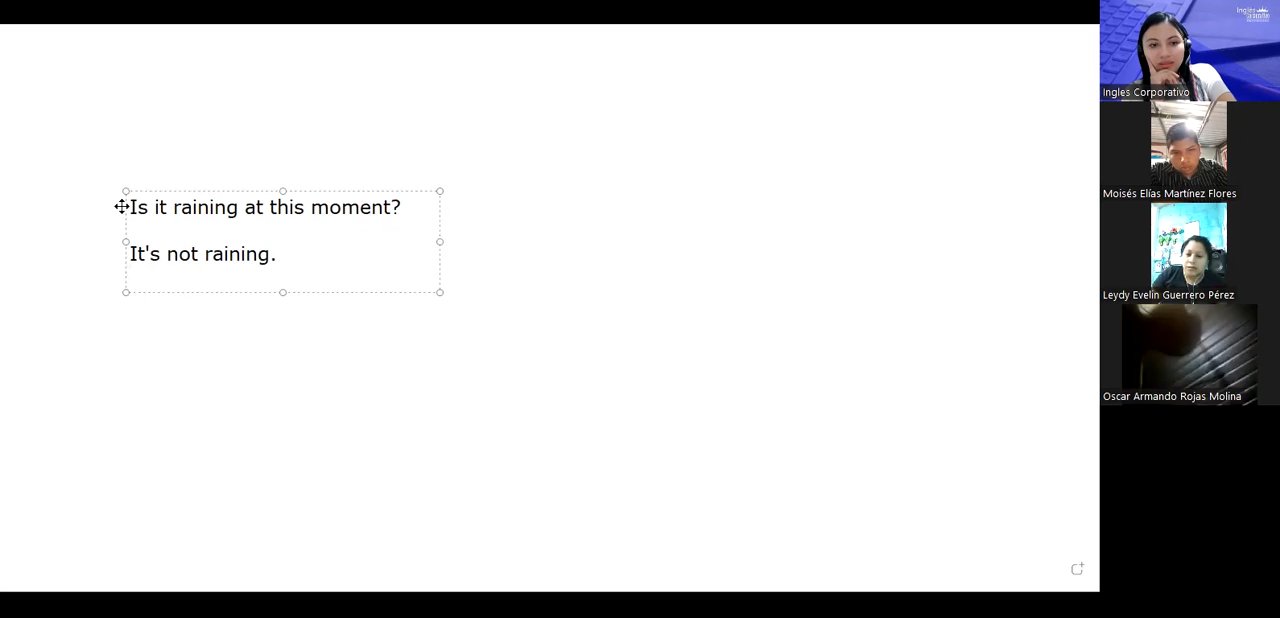 Is it raining at this moment?
It's not raining.
Ingles
Ingles Corporativo
Moisés Elías Martínez Flores
Leydy Evelin Guerrero Pérez
Oscar Armando Rojas Molina